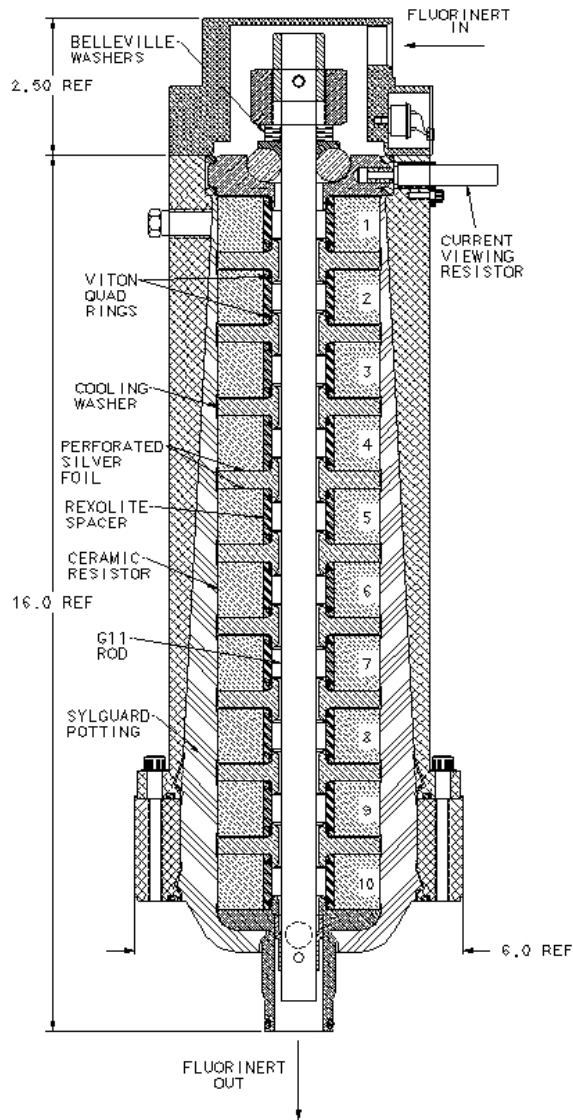 FLUORINERT
IN
BELLEVILLE
WASHERS
2.50 REF
CURRENT
VIEWING
RESISTOR
1
VITON
QUAD
RINGS
2
3
COOLING
WASHER
4
PERFORATED
SILVER
FOIL
REXOLITE
SPACER
5
CERAMIC
RESISTOR
6
16.0 REF
G11
ROD
7
SYLGUARD
POTTING
8
9
10
6.0 REF
FLUORINERT
OUT